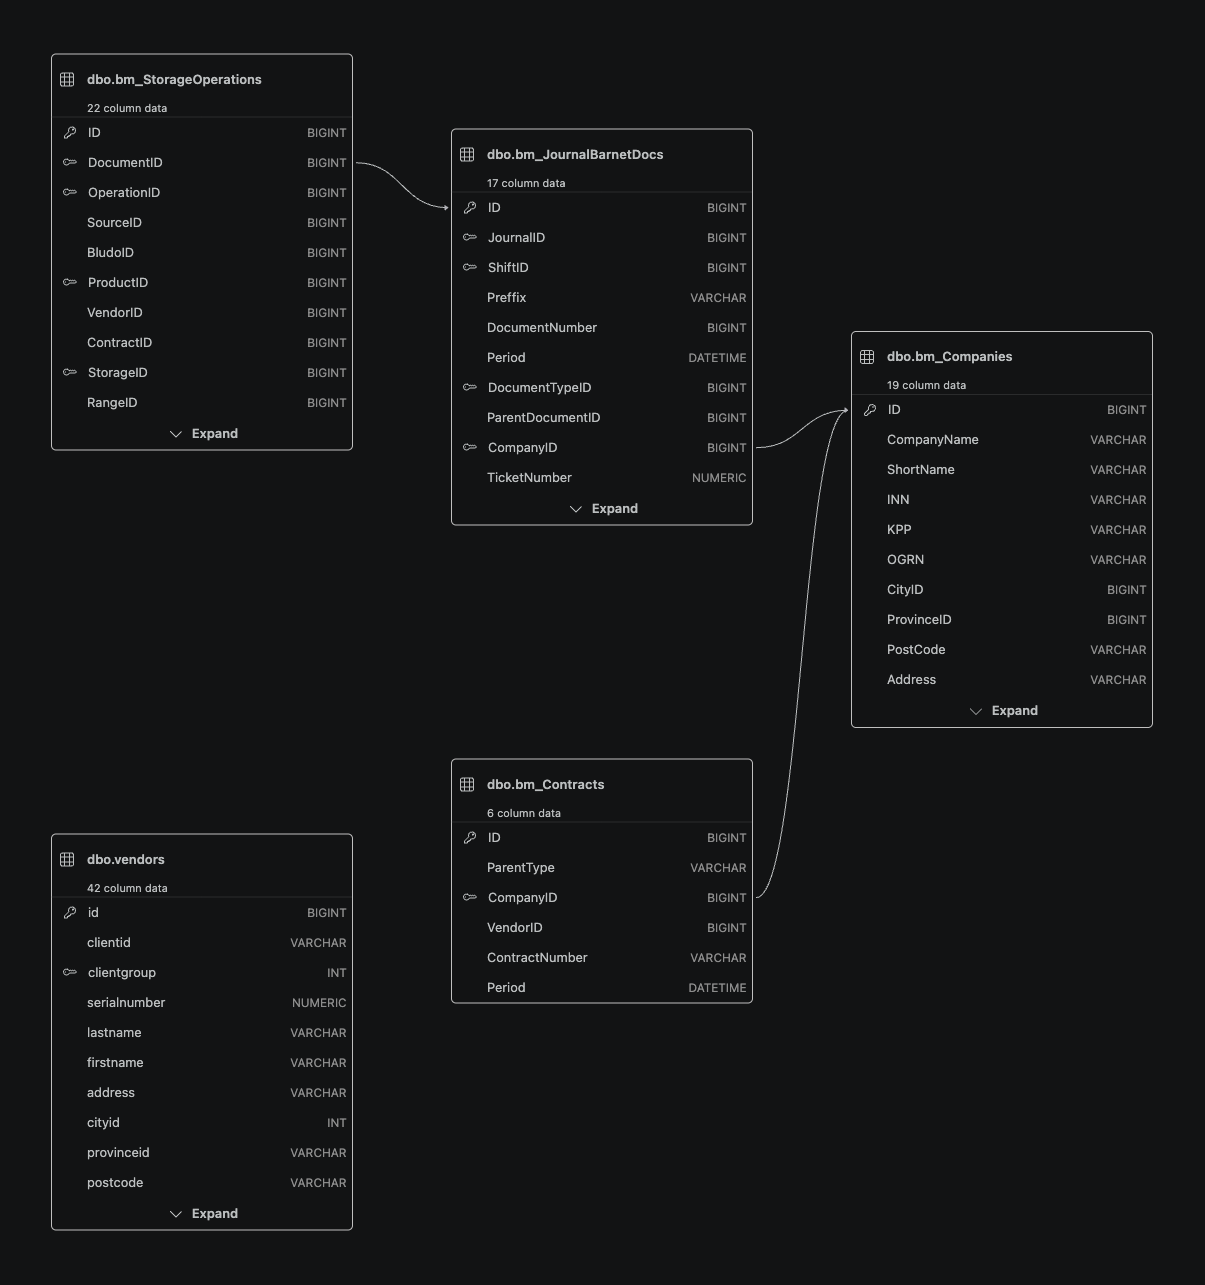 dbo.bm_StorageOperations
22 column data
ID BIGINT
DocumentID BIGINT
OperationID BIGINT
SourceID BIGINT
BludoID BIGINT
ProductID BIGINT
VendorID BIGINT
ContractID BIGINT
StorageID BIGINT
RangeID BIGINT
Expand
dbo.bm_JournalBarnetDocs
17 column data
ID BIGINT
JournalID BIGINT
ShiftID BIGINT
Preffix VARCHAR
DocumentNumber BIGINT
Period DATETIME
DocumentTypeID BIGINT
ParentDocumentID BIGINT
CompanyID BIGINT
TicketNumber NUMERIC
Expand
dbo.bm_Companies
19 column data
ID BIGINT
CompanyName VARCHAR
ShortName VARCHAR
INN VARCHAR
KPP VARCHAR
OGRN VARCHAR
CityID BIGINT
ProvinceID BIGINT
PostCode VARCHAR
Address VARCHAR
Expand
dbo.bm_Contracts
6 column data
ID BIGINT
ParentType VARCHAR
CompanyID BIGINT
VendorID BIGINT
ContractNumber VARCHAR
Period DATETIME
dbo.vendors
42 column data
id BIGINT
clientid VARCHAR
clientgroup INT
serialnumber NUMERIC
lastname VARCHAR
firstname VARCHAR
address VARCHAR
cityid INT
provinceid VARCHAR
postcode VARCHAR
Expand